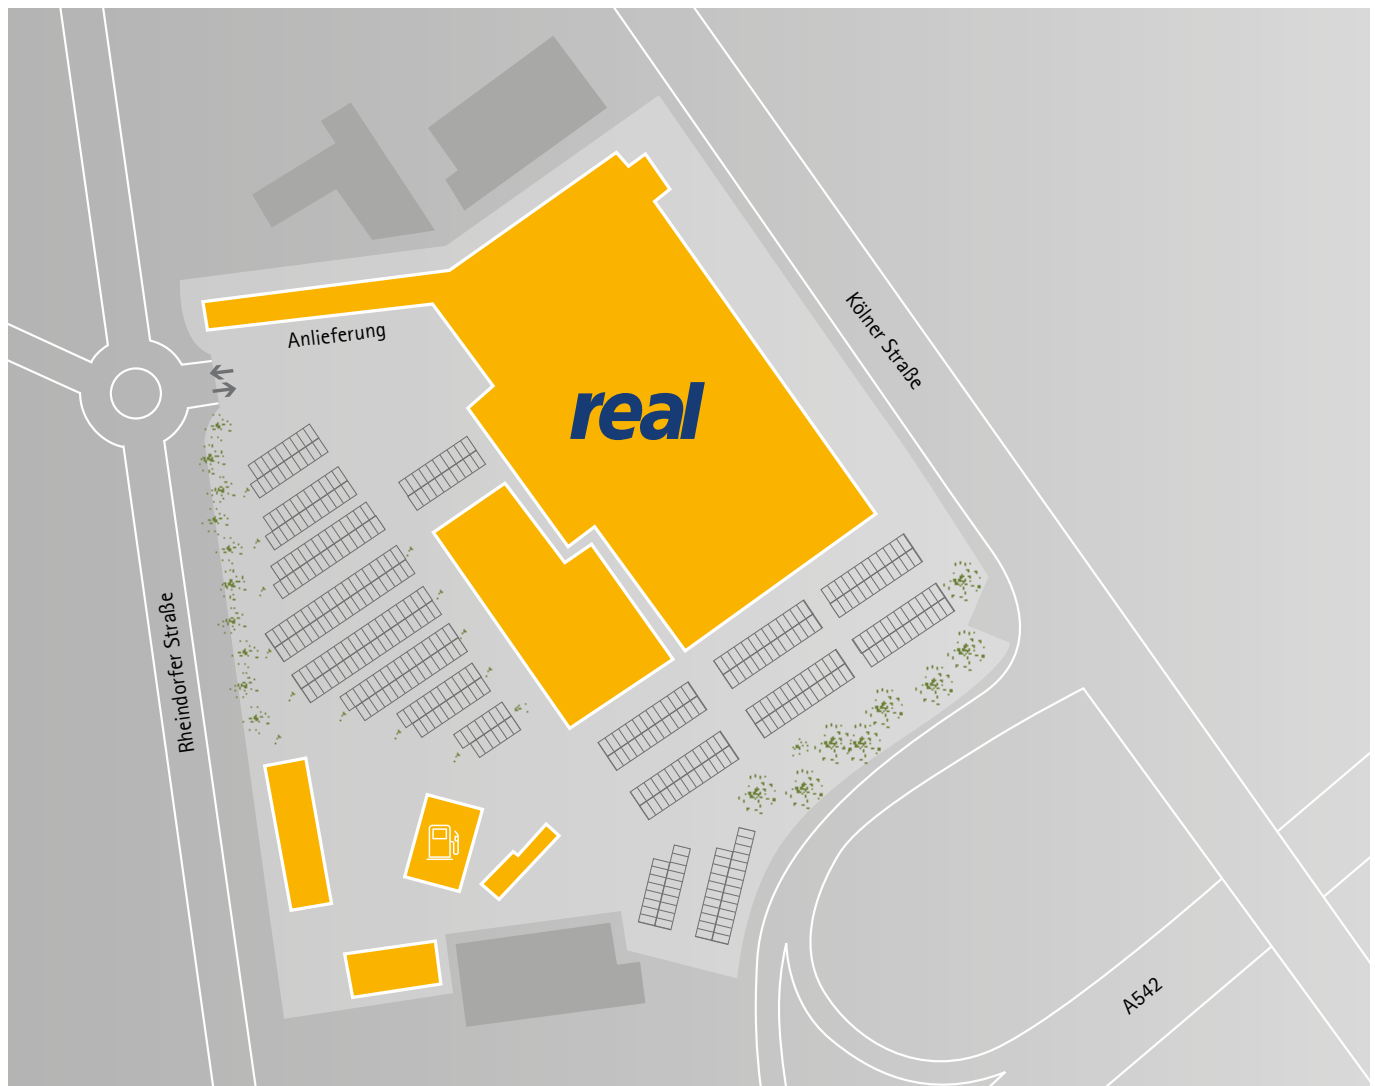 Kölner Straße
Anlieferung
real
Rheindorfer Straße
A542